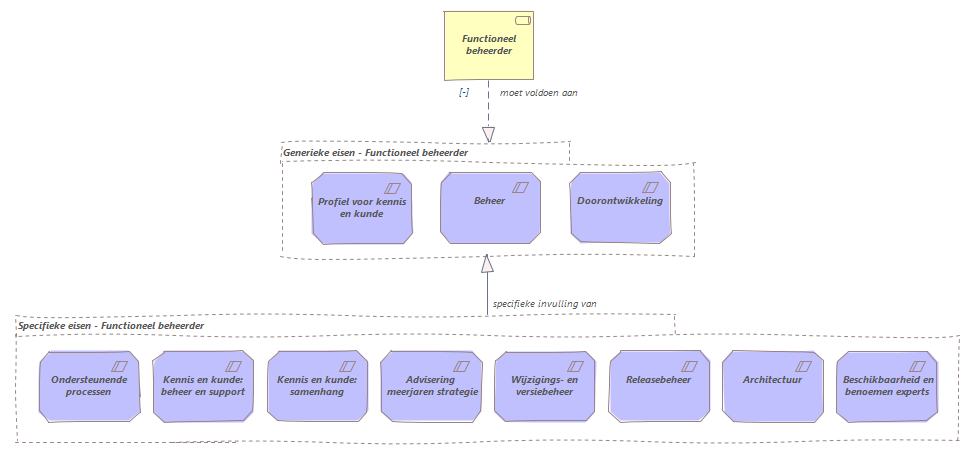 Functioneel
beheerder
[-]
moet voldoen aan
Generieke eisen - Functioneel beheerder
Profiel voor kennis
en kunde
Beheer
Doorontwikkeling
specifieke invulling van
Specifieke eisen - Functioneel beheerder
Ondersteunende
processen
Kennis en kunde:
beheer en support
Kennis en kunde:
samenhang
Advisering
meerjaren strategie
Wijzigings- en
versiebeheer
Releasebeheer
Architectuur
Beschikbaarheid en
benoemen experts